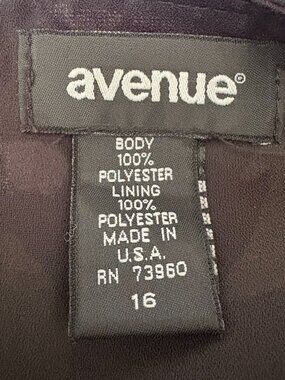 avenue®
BODY
100%
POLYESTER
LINING
100%
POLYESTER
MADE IN
U.S.A.
RN 73960
16